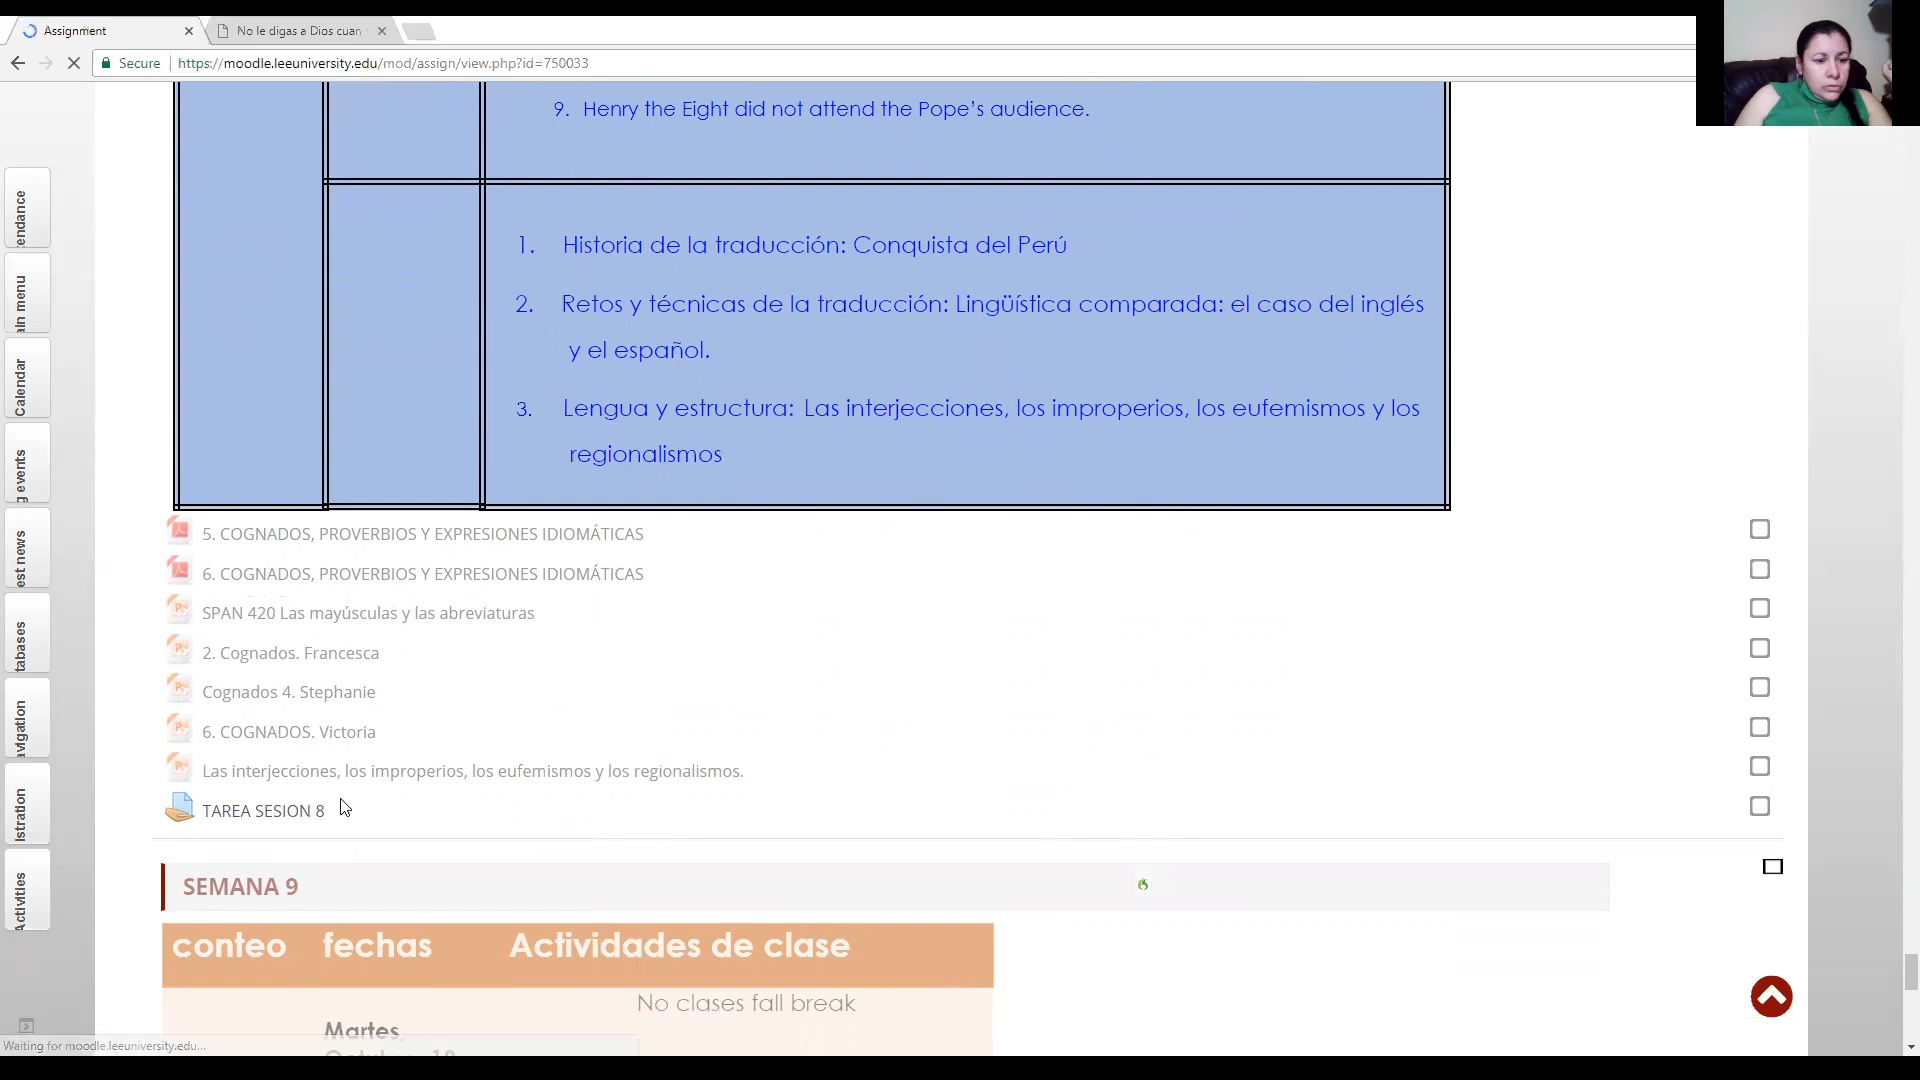 Assignment
No le digas a Dios cuan
Secure
https://moodle.leeuniversity.edu/mod/assign/view.php?id=750033
9. Henry the Eight did not attend the Pope's audience.
1. Historia de la traducción: Conquista del Perú
2. Retos y técnicas de la traducción: Lingüística comparada: el caso del inglés
y el español.
3. Lengua y estructura: Las interjecciones, los improperios, los eufemismos y los
regionalismos
5. COGNADOS, PROVERBIOS Y EXPRESIONES IDIOMÁTICAS
6. COGNADOS, PROVERBIOS Y EXPRESIONES IDIOMÁTICAS
SPAN 420 Las mayúsculas y las abreviaturas
2. Cognados. Francesca
Cognados 4. Stephanie
6. COGNADOS. Victoria
Las interjecciones, los improperios, los eufemismos y los regionalismos.
TAREA SESION 8
SEMANA 9
conteo fechas Actividades de clase
No clases fall break
Martes,
endance
ain menu
Calendar
g events
est news
tabases
avigation
istration
Activities
Waiting for moodle.leeuniversity.edu...